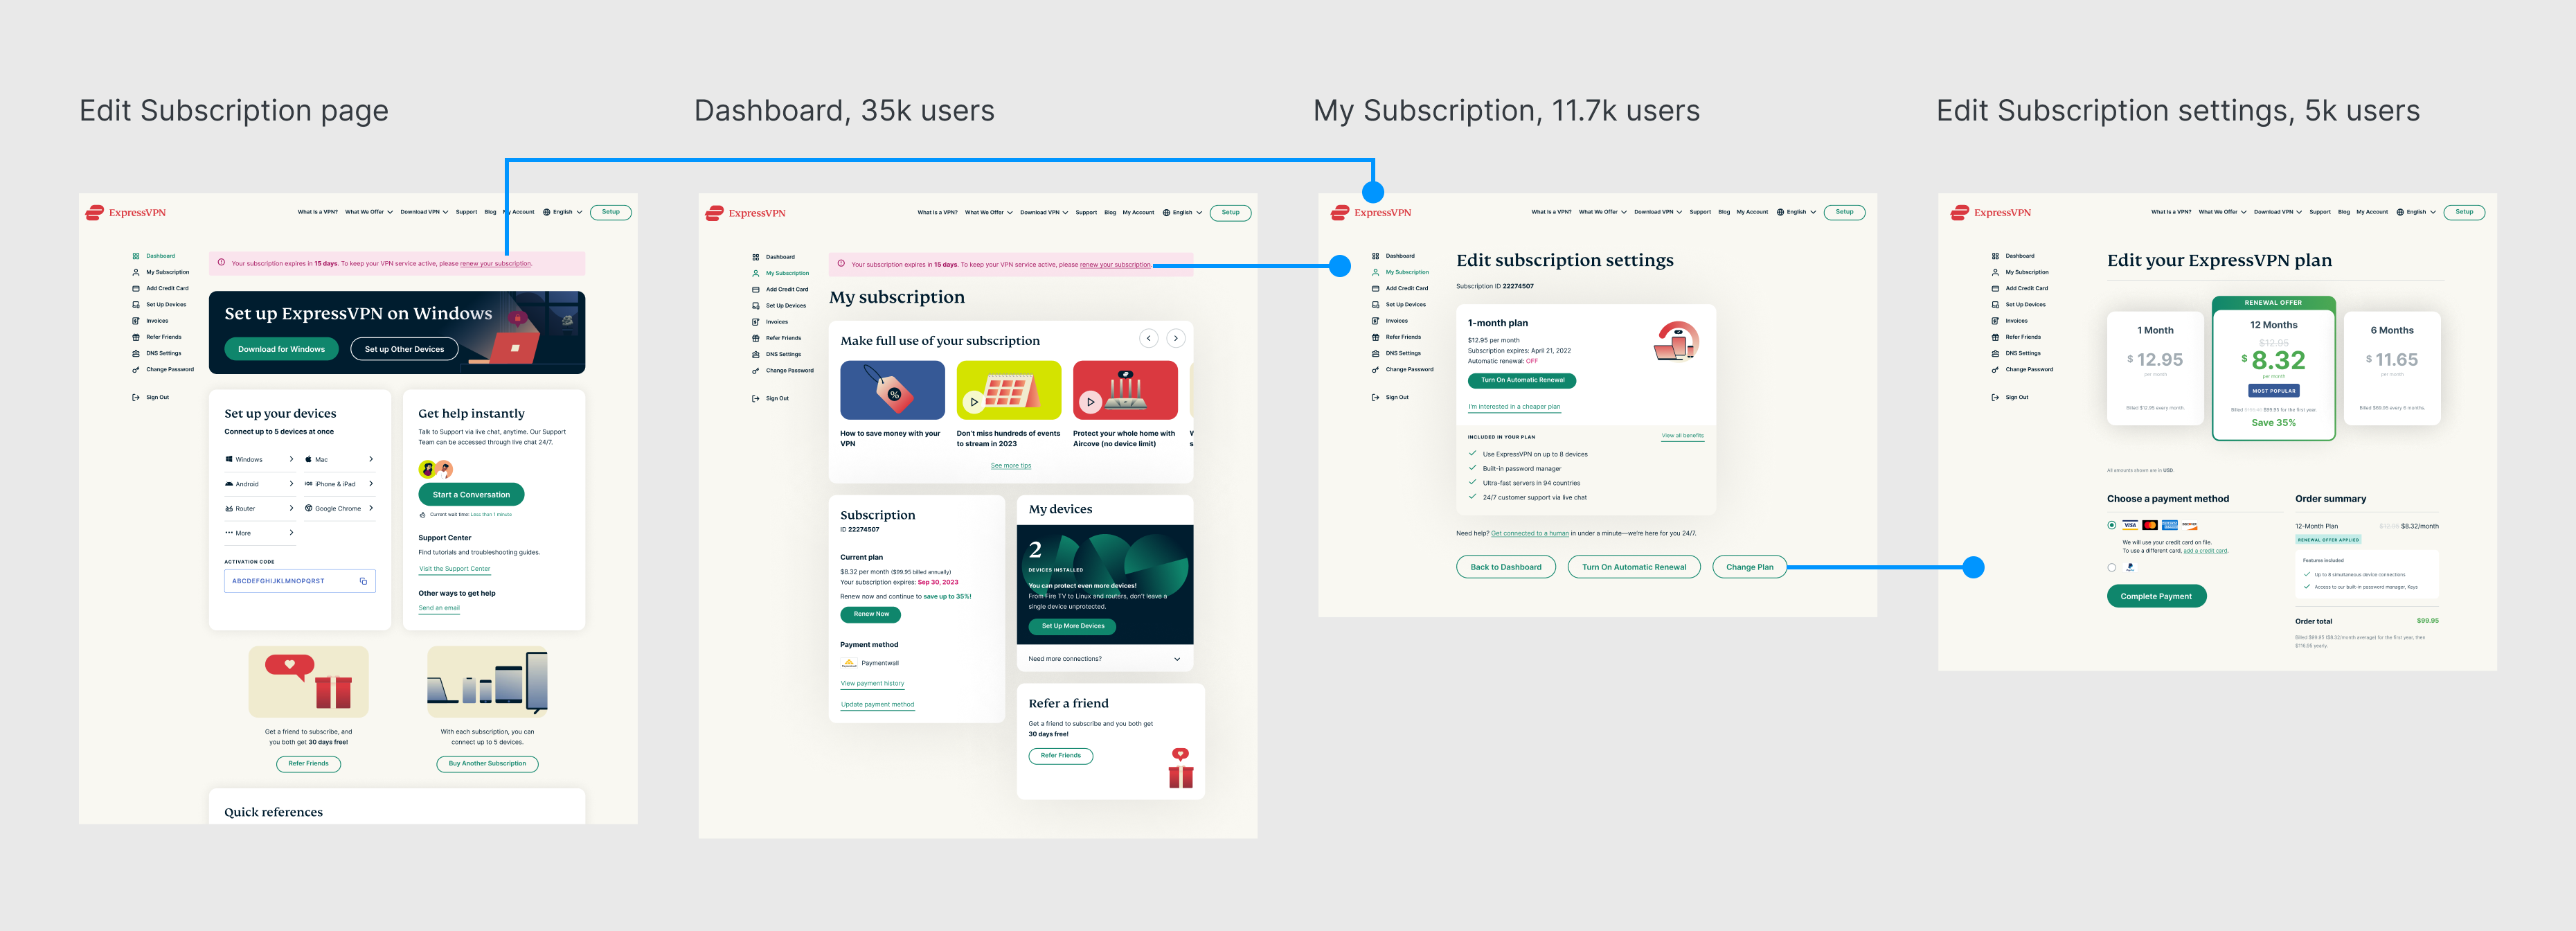 Edit Subscription page
Dashboard, 35k users
My Subscription, 11.7k users
Edit Subscription settings, 5k users
ExpressVPN
What Is a VPN? What We Offer Download VPN Support Blog My Account English Setup
Dashboard
My Subscription
Add Credit Card
Set Up Devices
Invoices
Refer Friends
DNS Settings
Change Password
Sign Out
Your subscription expires in 15 days. To keep your VPN service active, please renew your subscription.
Set up ExpressVPN on Windows
Download for Windows
Set up Other Devices
Set up your devices
Connect up to 5 devices at once
Windows
Mac
Android
iPhone & iPad
Router
Google Chrome
More
ACTIVATION CODE
ABCDEFGHIJKLMNOPQRST
Get help instantly
Talk to Support via live chat, anytime. Our Support
Team can be accessed through live chat 24/7.
Start a Conversation
Current wait time: Less than 1 minute
Support Center
Find tutorials and troubleshooting guides.
Visit the Support Center
Other ways to get help
Send an email
Get a friend to subscribe, and
you both get 30 days free!
Refer Friends
With each subscription, you can
connect up to 5 devices.
Buy Another Subscription
Quick references
ExpressVPN
What Is a VPN? What We Offer Download VPN Support Blog My Account English Setup
Dashboard
My Subscription
Add Credit Card
Set Up Devices
Invoices
Refer Friends
DNS Settings
Change Password
Sign Out
Your subscription expires in 15 days. To keep your VPN service active, please renew your subscription.
My subscription
Make full use of your subscription
How to save money with your
VPN
Don't miss hundreds of events
to stream in 2023
Protect your whole home with
Aircove (no device limit)
W
s
See more tips
Subscription
ID 22274507
Current plan
$8.32 per month ($99.95 billed annually)
Your subscription expires: Sep 30, 2023
Renew now and continue to save up to 35%!
Renew Now
Payment method
Paymentwall
View payment history
Update payment method
My devices
2
DEVICES INSTALLED
You can protect even more devices!
From Fire TV to Linux and routers, don't leave a
single device unprotected.
Set Up More Devices
Need more connections?
Refer a friend
Get a friend to subscribe and you both get
30 days free!
Refer Friends
ExpressVPN
What Is a VPN? What We Offer Download VPN Support Blog My Account English Setup
Dashboard
My Subscription
Add Credit Card
Set Up Devices
Invoices
Refer Friends
DNS Settings
Change Password
Sign Out
Edit subscription settings
Subscription ID 22274507
1-month plan
$12.95 per month
Subscription expires: April 21, 2022
Automatic renewal: OFF
Turn On Automatic Renewal
I'm interested in a cheaper plan
INCLUDED IN YOUR PLAN
View all benefits
Use ExpressVPN on up to 8 devices
Built-in password manager
Ultra-fast servers in 94 countries
24/7 customer support via live chat
Need help? Get connected to a human in under a minute—we're here for you 24/7.
Back to Dashboard
Turn On Automatic Renewal
Change Plan
ExpressVPN
What Is a VPN? What We Offer Download VPN Support Blog My Account English Setup
Dashboard
My Subscription
Add Credit Card
Set Up Devices
Invoices
Refer Friends
DNS Settings
Change Password
Sign Out
Edit your ExpressVPN plan
1 Month
$ 12.95
per month
Billed $12.95 every month.
RENEWAL OFFER
12 Months
$12.95
$ 8.32
per month
MOST POPULAR
Billed $99.95 for the first year.
Save 35%
6 Months
$ 11.65
per month
Billed $69.95 every 6 months.
All amounts shown are in USD.
Choose a payment method
VISA
We will use your credit card on file.
To use a different card, add a credit card.
Complete Payment
Order summary
12-Month Plan $12.95 $8.32/month
RENEWAL OFFER APPLIED
Features included
Up to 8 simultaneous device connections
Access to our built-in password manager, Keys
Order total $99.95
Billed $99.95 ($8.32/month average) for the first year, then
$116.95 yearly.